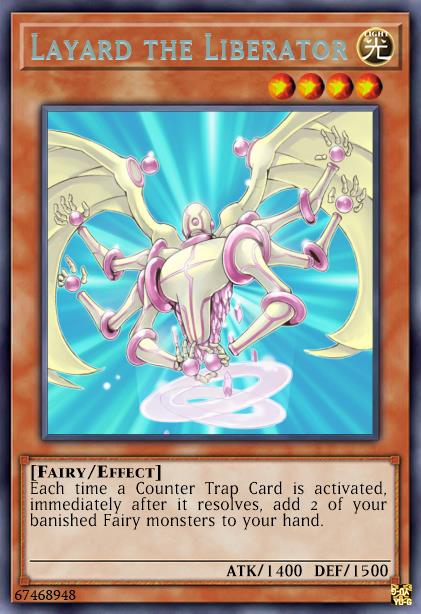 LAYARD THE LIBERATOR
LIGHT
光
[FAIRY/EFFECT]
Each time a Counter Trap Card is activated,
immediately after it resolves, add 2 of your
banished Fairy monsters to your hand.
ATK/1400 DEF/1500
67468948